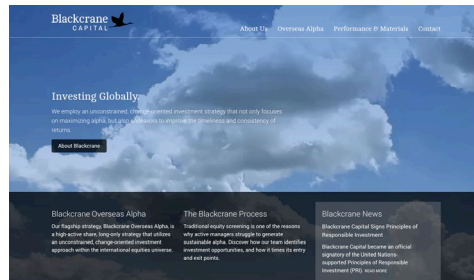 Blackcrane
CAPITAL
About Us Overseas Alpha Performance & Materials Contact
Investing Globally.
We employ an unconstrained, change-oriented investment strategy that not only focuses
on maximizing alpha, but also endeavors to improve the timeliness and consistency of
returns.
About Blackcrane
Blackcrane Overseas Alpha
Our flagship strategy, Blackcrane Overseas Alpha, is
a high-active share, long-only strategy that utilizes
an unconstrained, change-oriented investment
approach within the international equities universe.
The Blackcrane Process
Traditional equity screening is one of the reasons
why active managers struggle to generate
sustainable alpha. Discover how our team identifies
investment opportunities, and how it times its entry
and exit points.
Blackcrane News
Blackcrane Capital Signs Principles of
Responsible Investment
Blackcrane Capital became an official
signatory of the United Nations-
supported Principles of Responsible
Investment (PRI). READ MORE